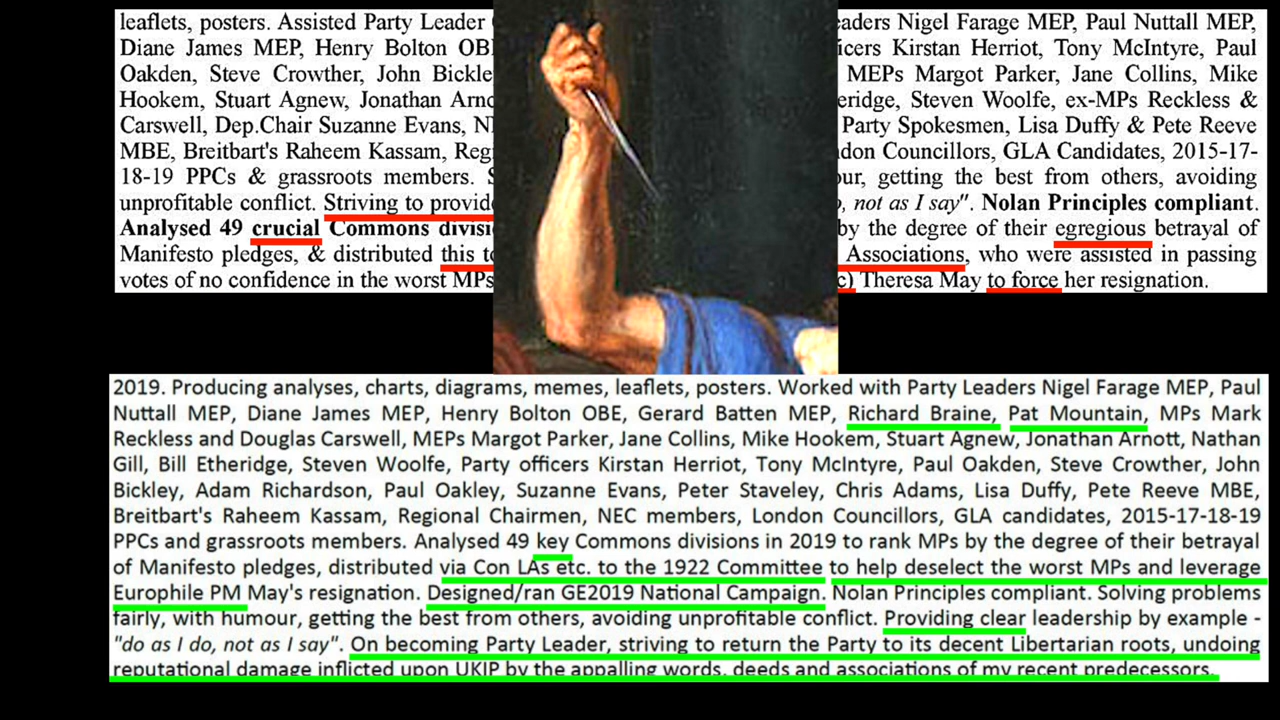 leaflets, posters. Assisted Party Leader Nigel Farage MEP, Paul Nuttall MEP,
Diane James MEP, Henry Bolton Kirstan Herriot, Tony McIntyre, Paul
Oakden, Steve Crowther, John MEPs Margot Parker, Jane Collins, Mike
Hookem, Stuart Agnew, Jonathan Steven Woolfe, ex-MPs Reckless &
Carswell, Dep.Chair Suzanne Evans, Party Spokesmen, Lisa Duffy & Pete Reeve
MBE, Breitbart's Raheem Kassam, Councillors, GLA Candidates, 2015-17-
18-19 PPCs & grassroots members. getting the best from others, avoiding
unprofitable conflict. Striving to not as I say". Nolan Principles compliant.
Analysed 49 crucial Commons by the degree of their egregious betrayal of
Manifesto pledges, & distributed this Associations, who were assisted in passing
votes of no confidence in the worst MPs Theresa May to force her resignation.
2019. Producing analyses, charts, diagrams, memes, leaflets, posters. Worked with Party Leaders Nigel Farage MEP, Paul
Nuttall MEP, Diane James MEP, Henry Bolton OBE, Gerard Batten MEP, Richard Braine, Pat Mountain, MPs Mark
Reckless and Douglas Carswell, MEPs Margot Parker, Jane Collins, Mike Hookem, Stuart Agnew, Jonathan Arnott, Nathan
Gill, Bill Etheridge, Steven Woolfe, Party officers Kirstan Herriot, Tony McIntyre, Paul Oakden, Steve Crowther, John
Bickley, Adam Richardson, Paul Oakley, Suzanne Evans, Peter Staveley, Chris Adams, Lisa Duffy, Pete Reeve MBE,
Breitbart's Raheem Kassam, Regional Chairmen, NEC members, London Councillors, GLA candidates, 2015-17-18-19
PPCs and grassroots members. Analysed 49 key Commons divisions in 2019 to rank MPs by the degree of their betrayal
of Manifesto pledges, distributed via Con LAs etc. to the 1922 Committee to help deselect the worst MPs and leverage
Europhile PM May's resignation. Designed/ran GE2019 National Campaign. Nolan Principles compliant. Solving problems
fairly, with humour, getting the best from others, avoiding unprofitable conflict. Providing clear leadership by example -
"do as I do, not as I say". On becoming Party Leader, striving to return the Party to its decent Libertarian roots, undoing
reputational damage inflicted upon UKIP by the appalling words, deeds and associations of my recent predecessors.